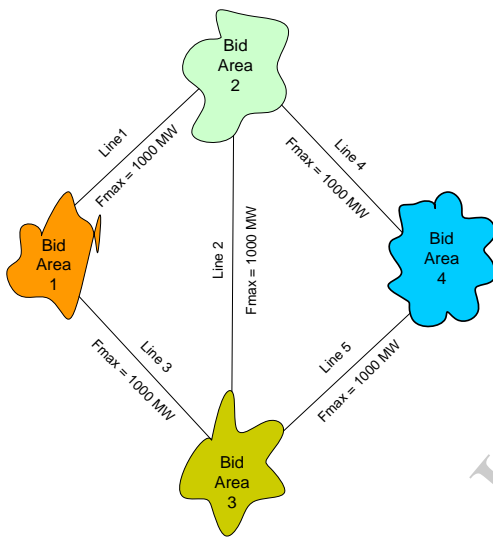 Bid
Area
2
Line1
Fmax = 1000 MW
Line 4
Fmax = 1000 MW
Line 2
Fmax = 1000 MW
Bid
Area
1
Bid
Area
4
Line 3
Fmax = 1000 MW
Line 5
Fmax = 1000 MW
Bid
Area
3